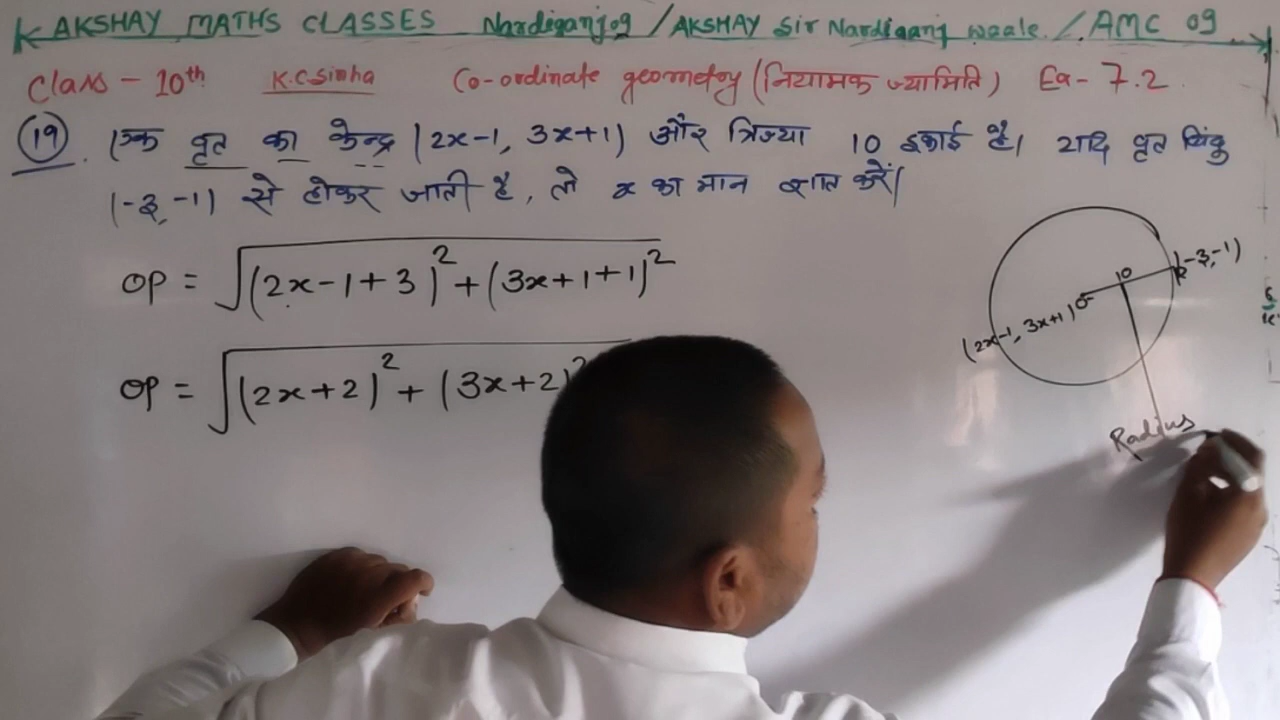 AKSHAY MATHS CLASSES Nardiganj09 / AKSHAY Sir Nardiganj waale / AMC 09
Class - 10th K.C.Sinha Co-ordinate geometry (नियामक ज्यामिति) Ex- 7.2
19. एक वृत का केन्द्र (2x-1, 3x+1) और त्रिज्या 10 इकाई है। यदि वृत बिंदु
(-3,-1) से होकर जाती है, तो x का मान ज्ञात करें।
OP = √(2x-1+3)² + (3x+1+1)²
OP = √(2x+2)² + (3x+2)²
(-3,-1)
10
P
O
(2x-1, 3x+1)
Radius